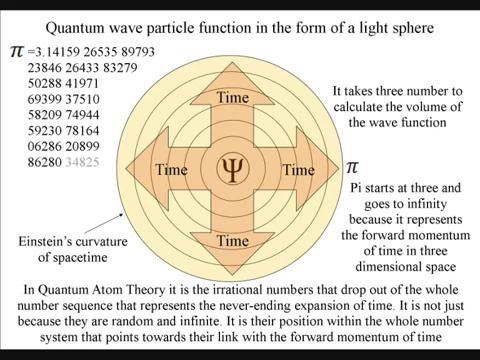 Quantum wave particle function in the form of a light sphere
π =3.14159 26535 89793
23846 26433 83279
50288 41971
69399 37510
58209 74944
59230 78164
06286 20899
86280 34825
It takes three number to
calculate the volume of
the wave function
Time
Time
Ψ
Time
π
Time
Pi starts at three and
goes to infinity
because it represents
the forward momentum
of time in three
dimensional space
Einstein's curvature
of spacetime
In Quantum Atom Theory it is the irrational numbers that drop out of the whole
number sequence that represents the never-ending expansion of time. It is not just
because they are random and infinite. It is their position within the whole number
system that points towards their link with the forward momentum of time